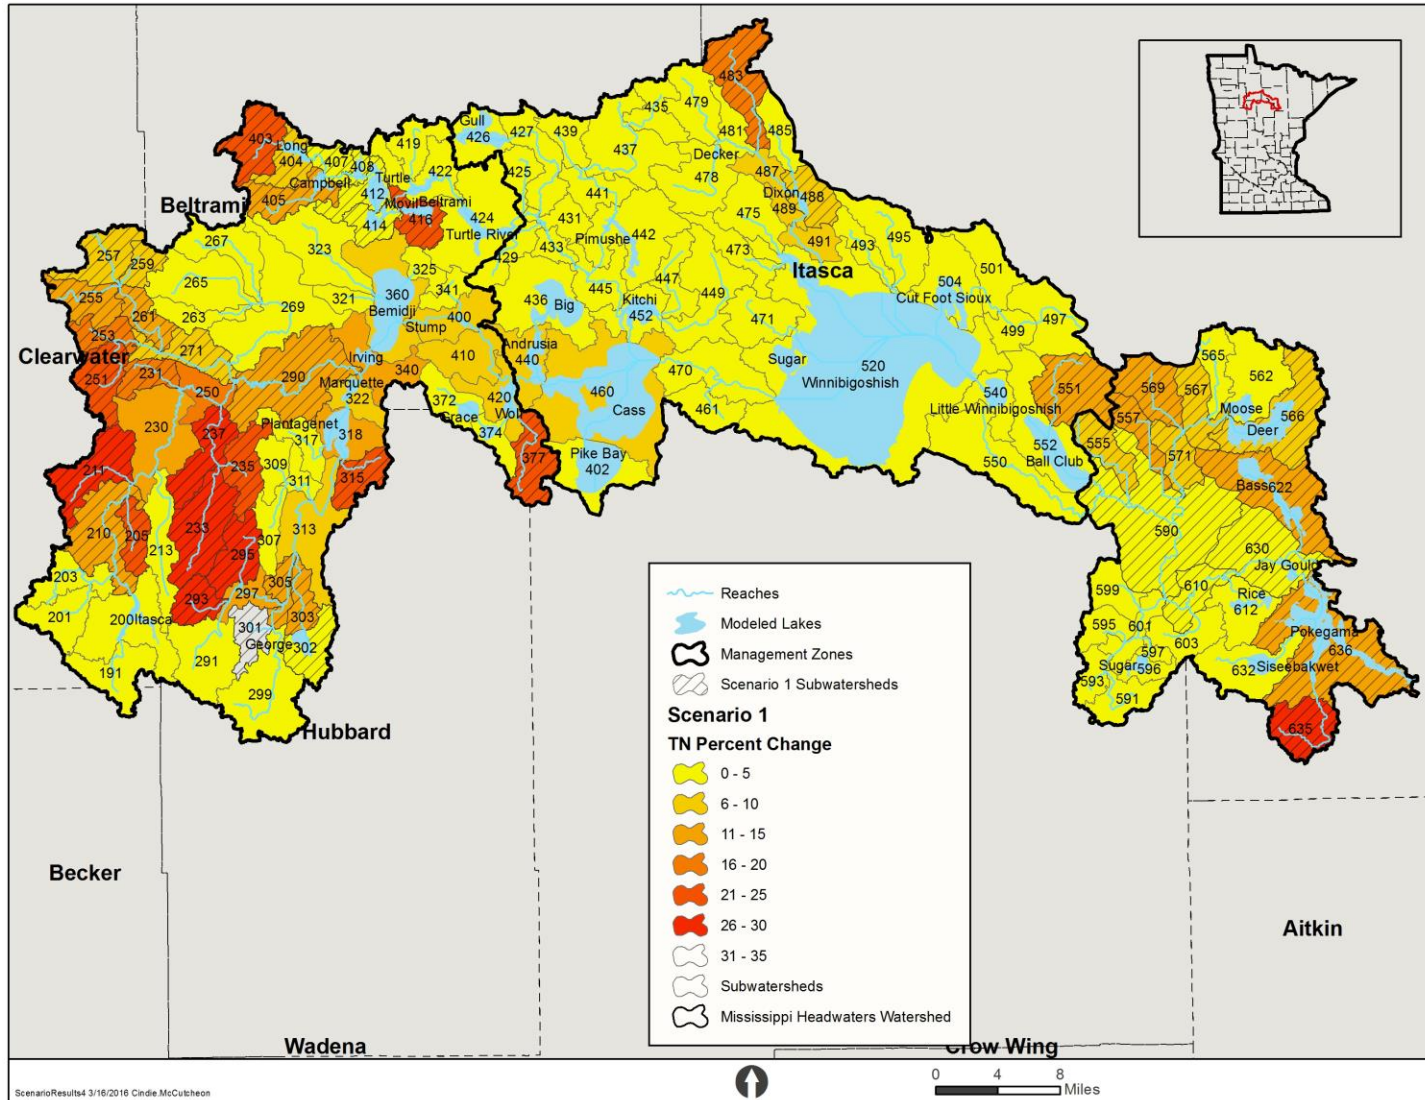 483
Gull
426
427
439
435
479
481
485
437
Decker
403
Long
404
407
408
419
422
Turtle
Campbell
405
412
Movil
Beltrami
416
414
424
Turtle River
425
441
478
487
Dixon
488
489
491
Beltrami
267
323
257
259
265
255
263
261
269
253
271
321
325
341
360
Bemidji
Stump
400
429
433
431
Pimushe
442
475
473
493
495
501
Itasca
504
Cut Foot Sioux
499
497
436
Big
445
Kitchi
452
447
449
471
Clearwater
251
231
250
290
Irving
Marquette
340
410
322
Andrusia
440
460
Cass
470
461
Sugar
520
Winnibigoshish
540
Little Winnibigoshish
551
552
Ball Club
550
372
Grace
374
420
Wolf
377
Pike Bay
402
230
237
235
Plantagenet
317
318
309
311
315
211
210
205
213
233
295
307
313
305
203
201
200
Itasca
293
297
301
303
George
302
191
291
299
Hubbard
565
562
569
567
557
555
571
Moose
566
Deer
Bass
622
590
630
Jay Gould
610
Rice
612
599
595
601
603
597
596
Sugar
593
591
Pokegama
636
632
Siseebakwet
635
Reaches
Modeled Lakes
Management Zones
Scenario 1 Subwatersheds
Scenario 1
TN Percent Change
0 - 5
6 - 10
11 - 15
16 - 20
21 - 25
26 - 30
31 - 35
Subwatersheds
Mississippi Headwaters Watershed
Becker
Aitkin
Wadena
Crow Wing
ScenarioResults4 3/16/2016 Cindie.McCutcheon
0 4 8
Miles